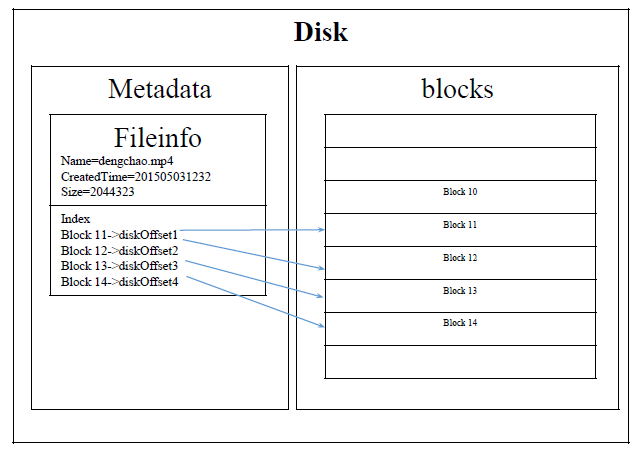 Disk
Metadata
Fileinfo
Name=dengchao.mp4
CreatedTime=201505031232
Size=2044323
Index
Block 11->diskOffset1
Block 12->diskOffset2
Block 13->diskOffset3
Block 14->diskOffset4
blocks
Block 10
Block 11
Block 12
Block 13
Block 14